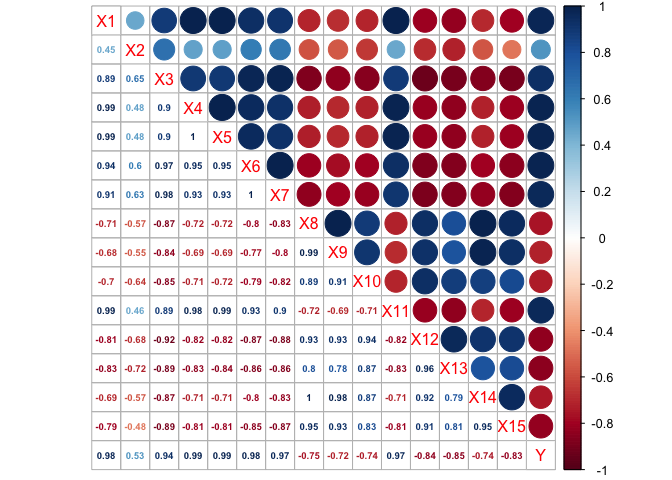 X1 1
0.45 X2 0.8
0.89 0.65 X3
0.99 0.48 0.9 X4 0.6
0.99 0.48 0.9 1 X5 0.4
0.94 0.6 0.97 0.95 0.95 X6
0.91 0.63 0.98 0.93 0.93 1 X7 0.2
-0.71 -0.57 -0.87 -0.72 -0.72 -0.8 -0.83 X8 0
-0.68 -0.55 -0.84 -0.69 -0.69 -0.77 -0.8 0.99 X9
-0.7 -0.64 -0.85 -0.71 -0.72 -0.79 -0.82 0.89 0.91 X10 -0.2
0.99 0.46 0.89 0.98 0.99 0.93 0.9 -0.72 -0.69 -0.71 X11 -0.4
-0.81 -0.68 -0.92 -0.82 -0.82 -0.87 -0.88 0.93 0.93 0.94 -0.82 X12
-0.83 -0.72 -0.89 -0.83 -0.84 -0.86 -0.86 0.8 0.78 0.87 -0.83 0.96 X13 -0.6
-0.69 -0.57 -0.87 -0.71 -0.71 -0.8 -0.83 1 0.98 0.87 -0.71 0.92 0.79 X14
-0.79 -0.48 -0.89 -0.81 -0.81 -0.85 -0.87 0.95 0.93 0.83 -0.81 0.91 0.81 0.95 X15 -0.8
0.98 0.53 0.94 0.99 0.99 0.98 0.97 -0.75 -0.72 -0.74 0.97 -0.84 -0.85 -0.74 -0.83 Y
-1